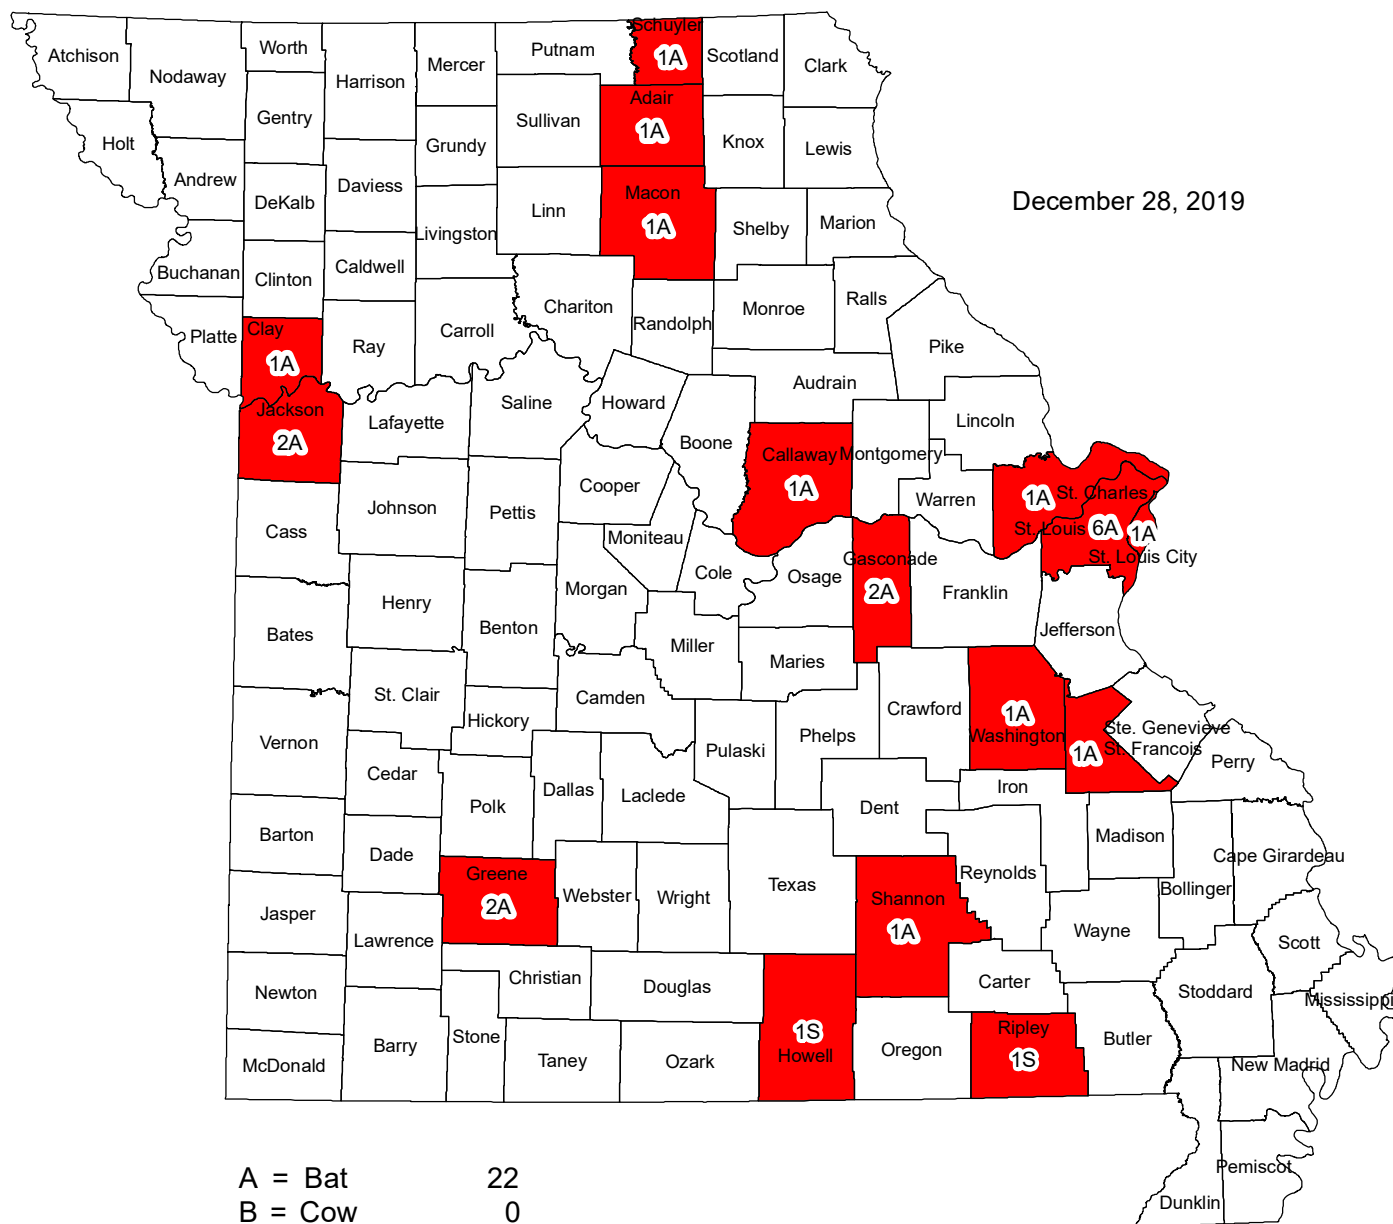 Schuyler
Atchison
Nodaway
Worth
Harrison
Mercer
Putnam
1A
Scotland
Clark
Gentry
Sullivan
Adair
1A
Knox
Lewis
Holt
Andrew
DeKalb
Daviess
Grundy
Linn
Macon
1A
Shelby
Marion
December 28, 2019
Livingston
Buchanan
Clinton
Caldwell
Chariton
Randolph
Monroe
Ralls
Platte
Clay
1A
Ray
Carroll
Pike
Audrain
Jackson
2A
Lafayette
Saline
Howard
Boone
Callaway
1A
Montgomery
Lincoln
Warren
1A
St. Charles
St. Louis
6A
1A
St. Louis City
Cass
Johnson
Pettis
Cooper
Moniteau
Cole
Osage
Gasconade
2A
Franklin
Jefferson
Bates
Henry
Benton
Morgan
Miller
Maries
St. Clair
Hickory
Camden
Pulaski
Phelps
Crawford
1A
Washington
Ste. Genevieve
St. Francois
1A
Perry
Vernon
Cedar
Polk
Dallas
Laclede
Dent
Iron
Madison
Barton
Dade
Greene
2A
Webster
Wright
Texas
Shannon
1A
Reynolds
Bollinger
Cape Girardeau
Jasper
Lawrence
Christian
Douglas
Wayne
Scott
Newton
Carter
Stoddard
Mississippi
McDonald
Barry
Stone
Taney
Ozark
1S
Howell
Oregon
Ripley
1S
Butler
New Madrid
Pemiscot
Dunklin
A = Bat 22
B = Cow 0